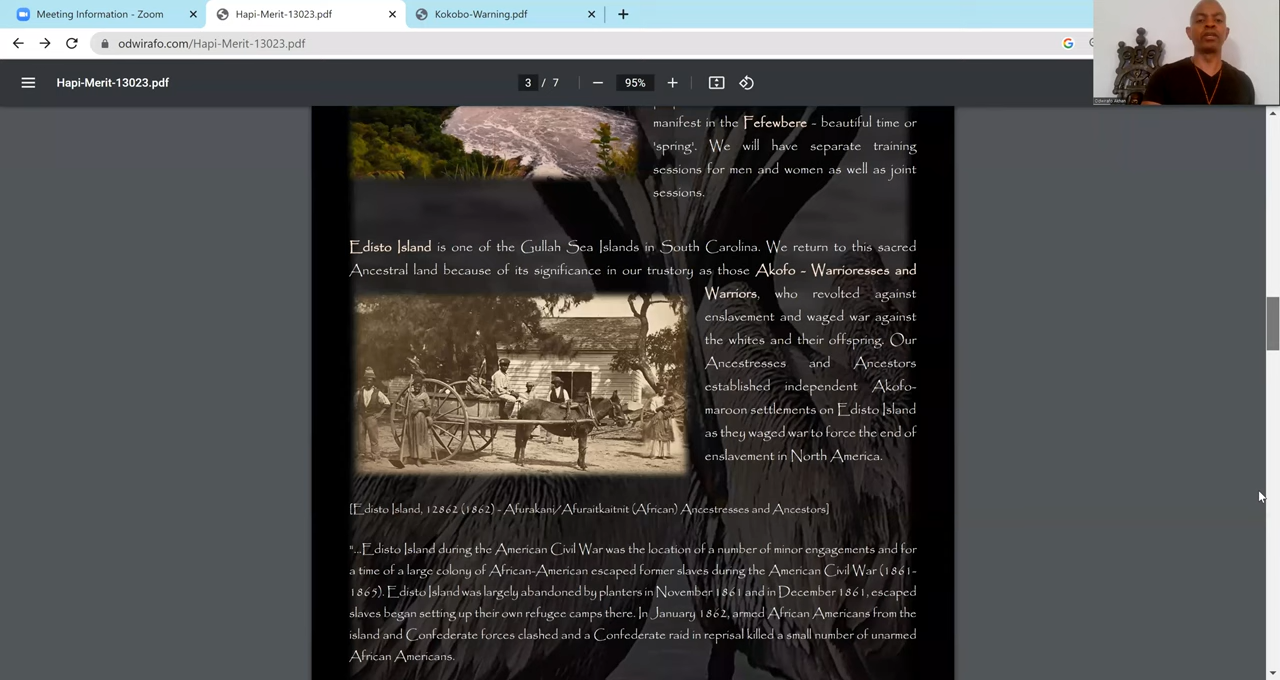 Meeting Information - Zoom
Hapi-Merit-13023.pdf
Kokobo-Warning.pdf
odwirafo.com/Hapi-Merit-13023.pdf
Hapi-Merit-13023.pdf
3 / 7
95%
manifest in the Fefewbere - beautiful time or
'spring'. We will have separate training
sessions for men and women as well as joint
sessions.
Edisto Island is one of the Gullah Sea Islands in South Carolina. We return to this sacred
Ancestral land because of its significance in our trustory as those Akofo - Warrioresses and
Warriors, who revolted against
enslavement and waged war against
the whites and their offspring. Our
Ancestresses and Ancestors
established independent Akofo-
maroon settlements on Edisto Island
as they waged war to force the end of
enslavement in North America.
[Edisto Island, 12862 (1862) - Afurakani/Afuraitkaitnit (African) Ancestresses and Ancestors]
"...Edisto Island during the American Civil War was the location of a number of minor engagements and for
a time of a large colony of African-American escaped former slaves during the American Civil War (1861-
1865). Edisto Island was largely abandoned by planters in November 1861 and in December 1861, escaped
slaves began setting up their own refugee camps there. In January 1862, armed African Americans from the
island and Confederate forces clashed and a Confederate raid in reprisal killed a small number of unarmed
African Americans.